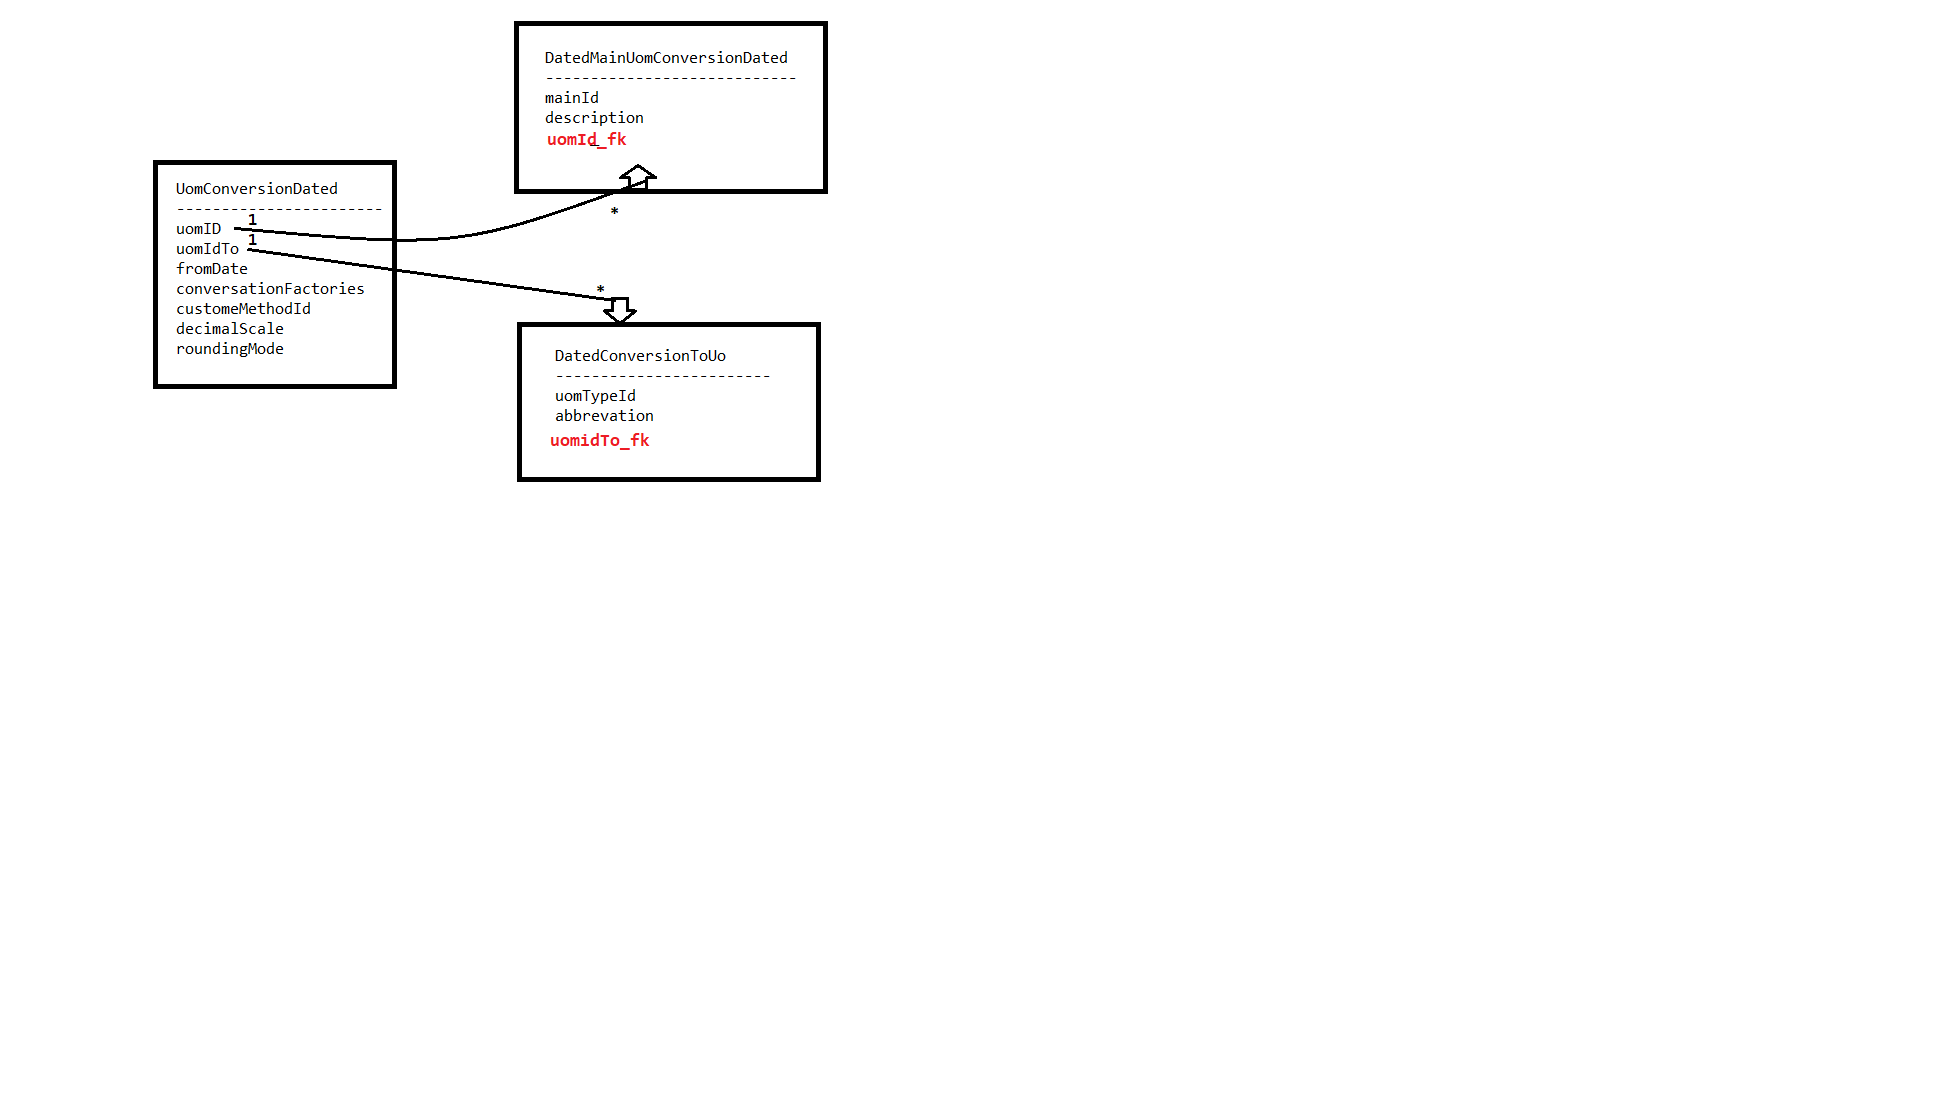 DatedMainUomConversionDated
----------------------------
mainId
description
uomId_fk
UomConversionDated
-----------------------
uomID 1
uomIdTo 1
fromDate
conversationFactories
customeMethodId
decimalScale
roundingMode
*
*
DatedConversionToUo
------------------------
uomTypeId
abbrevation
uomidTo_fk